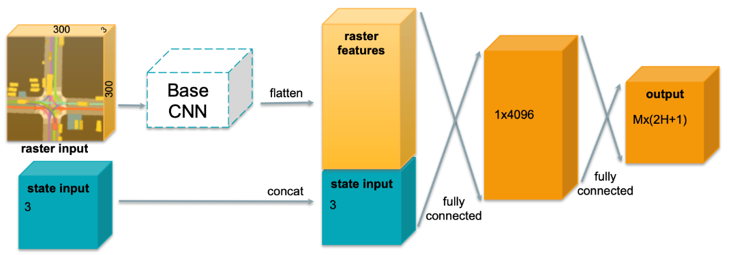 300
3
300
raster input
Base
CNN
flatten
raster
features
state input
3
concat
state input
3
fully
connected
1x4096
fully
connected
output
Mx(2H+1)